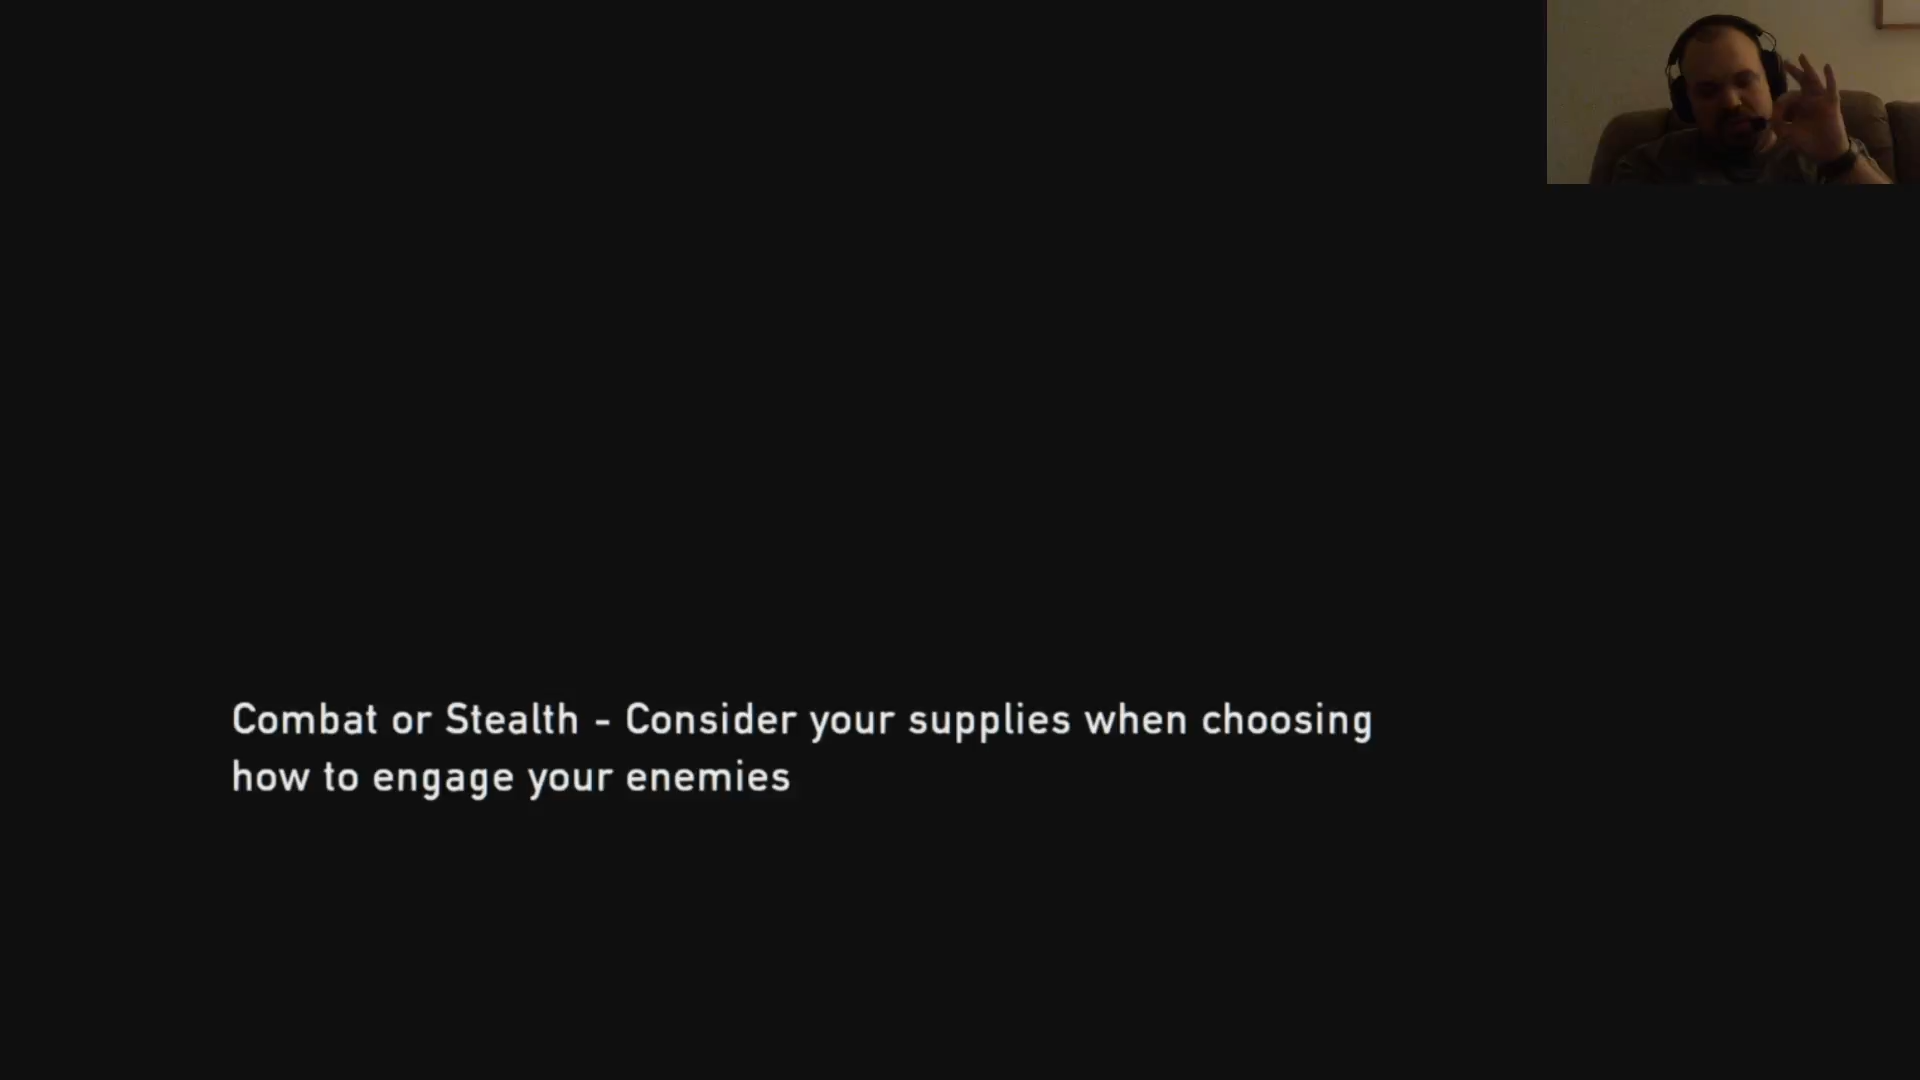 Combat or Stealth - Consider your supplies when choosing
how to engage your enemies